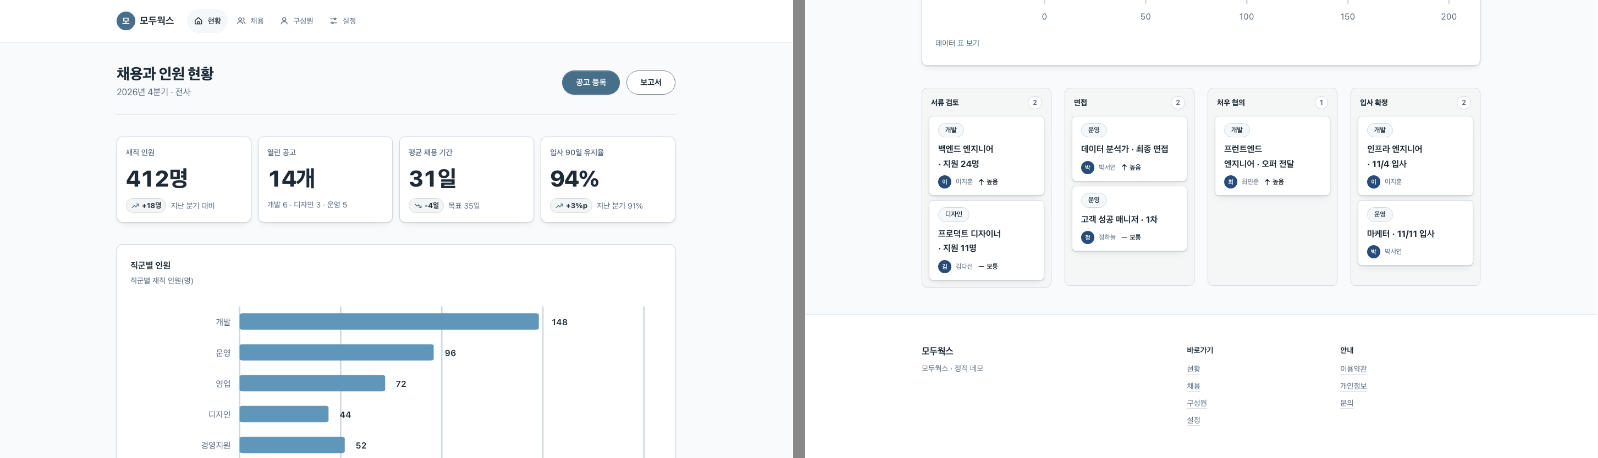 모 모두웍스 현황 채용 구성원 설정
채용과 인원 현황
2026년 4분기 · 전사
공고 등록 보고서
재직 인원
412명
+18명 지난 분기 대비
열린 공고
14개
개발 6 · 디자인 3 · 운영 5
평균 채용 기간
31일
-4일 목표 35일
입사 90일 유지율
94%
+3%p 지난 분기 91%
직군별 인원
직군별 재직 인원(명)
개발 148
운영 96
영업 72
디자인 44
경영지원 52
0 50 100 150 200
데이터 표 보기
서류 검토 2
개발
백엔드 엔지니어
· 지원 24명
이 이지훈 ↑ 높음
디자인
프로덕트 디자이너
· 지원 11명
김 김다선 — 보통
면접 2
운영
데이터 분석가 · 최종 면접
박 박서연 ↑ 높음
운영
고객 성공 매니저 · 1차
정 정하늘 — 보통
처우 협의 1
개발
프런트엔드
엔지니어 · 오퍼 전달
최 최민준 ↑ 높음
입사 확정 2
개발
인프라 엔지니어
· 11/4 입사
이 이지훈
운영
마케터 · 11/11 입사
박 박서연
모두웍스
모두웍스 · 정적 데모
바로가기
현황
채용
구성원
설정
안내
이용약관
개인정보
문의